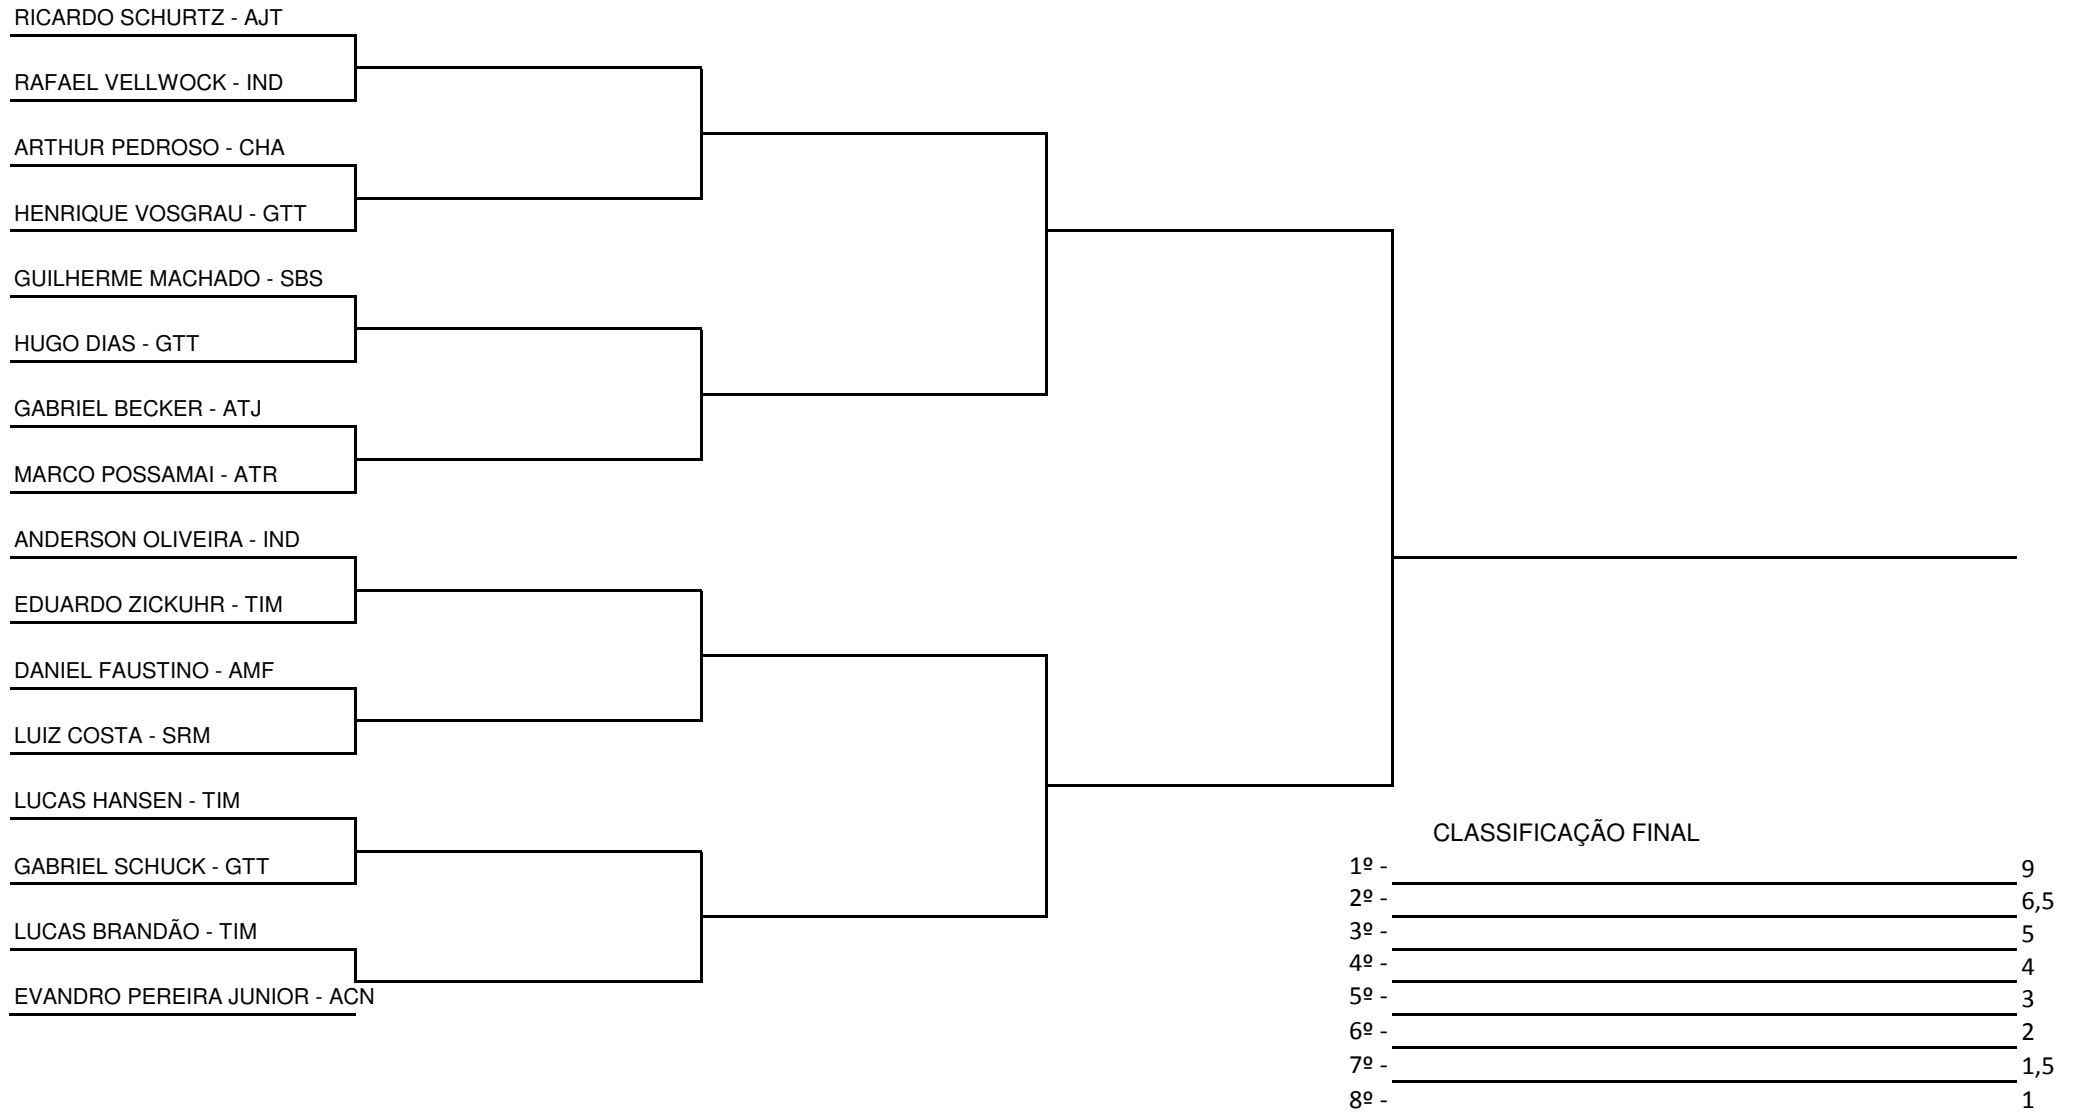 RICARDO SCHURTZ - AJT
RAFAEL VELLWOCK - IND
ARTHUR PEDROSO - CHA
HENRIQUE VOSGRAU - GTT
GUILHERME MACHADO - SBS
HUGO DIAS - GTT
GABRIEL BECKER - ATJ
MARCO POSSAMAI - ATR
ANDERSON OLIVEIRA - IND
EDUARDO ZICKUHR - TIM
DANIEL FAUSTINO - AMF
LUIZ COSTA - SRM
LUCAS HANSEN - TIM
GABRIEL SCHUCK - GTT
LUCAS BRANDÃO - TIM
EVANDRO PEREIRA JUNIOR - ACN
CLASSIFICAÇÃO FINAL
1º - 9
2º - 6,5
3º - 5
4º - 4
5º - 3
6º - 2
7º - 1,5
8º - 1